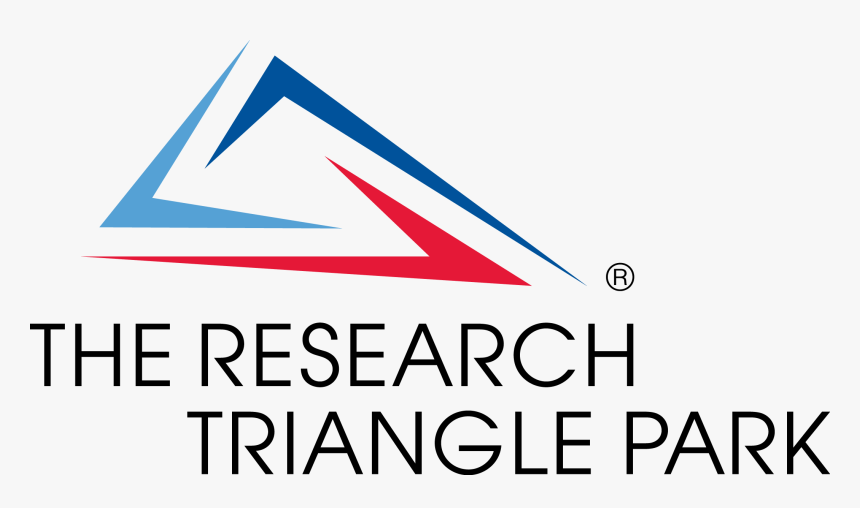 ®
THE RESEARCH
TRIANGLE PARK